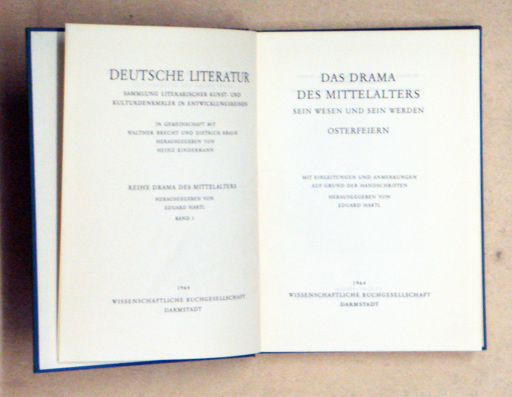 DEUTSCHE LITERATUR
SAMMLUNG LITERARISCHER KUNST- UND
KULTURDENKMÄLER IN ENTWICKLUNGSREIHEN
IN GEMEINSCHAFT MIT
WALTHER BRECHT UND DIETRICH KRALIK
HERAUSGEGEBEN VON
HEINZ KINDERMANN
REIHE DRAMA DES MITTELALTERS
HERAUSGEGEBEN VON
EDUARD HARTL
BAND 1
1964
WISSENSCHAFTLICHE BUCHGESELLSCHAFT
DARMSTADT
DAS DRAMA
DES MITTELALTERS
SEIN WESEN UND SEIN WERDEN
OSTERFEIERN
MIT EINLEITUNGEN UND ANMERKUNGEN
AUF GRUND DER HANDSCHRIFTEN
HERAUSGEGEBEN VON
EDUARD HARTL
1964
WISSENSCHAFTLICHE BUCHGESELLSCHAFT
DARMSTADT